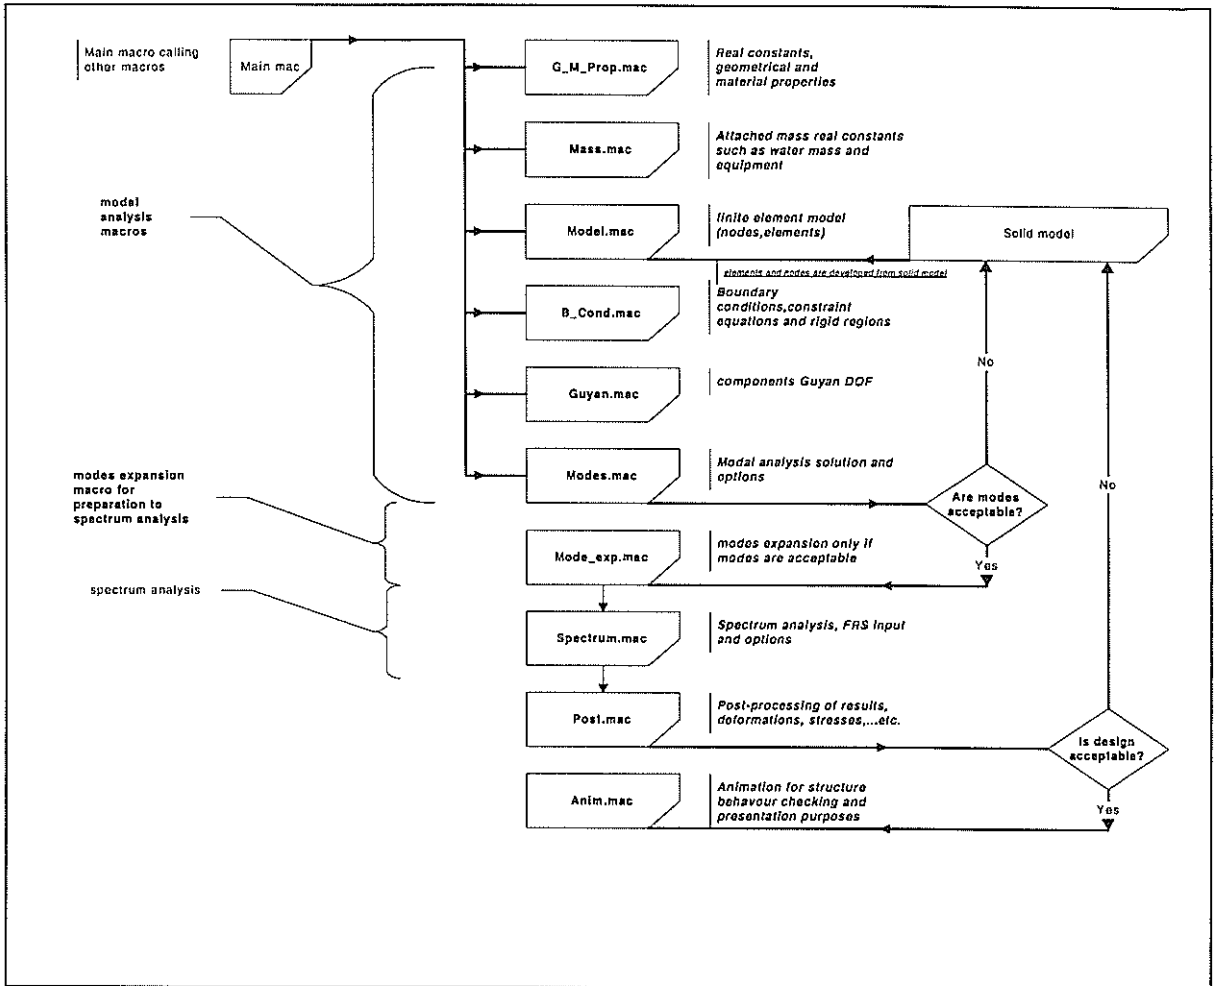 Main macro calling
other macros
Main mac
G_M_Prop.mac
Real constants,
geometrical and
material properties
Mass.mac
Attached mass real constants
such as water mass and
equipment
model
analysis
macros
Model.mac
finite element model
(nodes,elements)
Solid model
elements and nodes are developed from solid model
B_Cond.mac
Boundary
conditions,constraint
equations and rigid regions
No
Guyan.mac
components Guyan DOF
Modes.mac
Modal analysis solution and
options
No
modes expansion
macro for
preparation to
spectrum analysis
Are modes
acceptable?
Mode_exp.mac
modes expansion only if
modes are acceptable
Yes
spectrum analysis
Spectrum.mac
Spectrum analysis, FRS input
and options
Post.mac
Post-processing of results,
deformations, stresses,...etc.
Is design
acceptable?
Anim.mac
Animation for structure
behavour checking and
presentation purposes
Yes